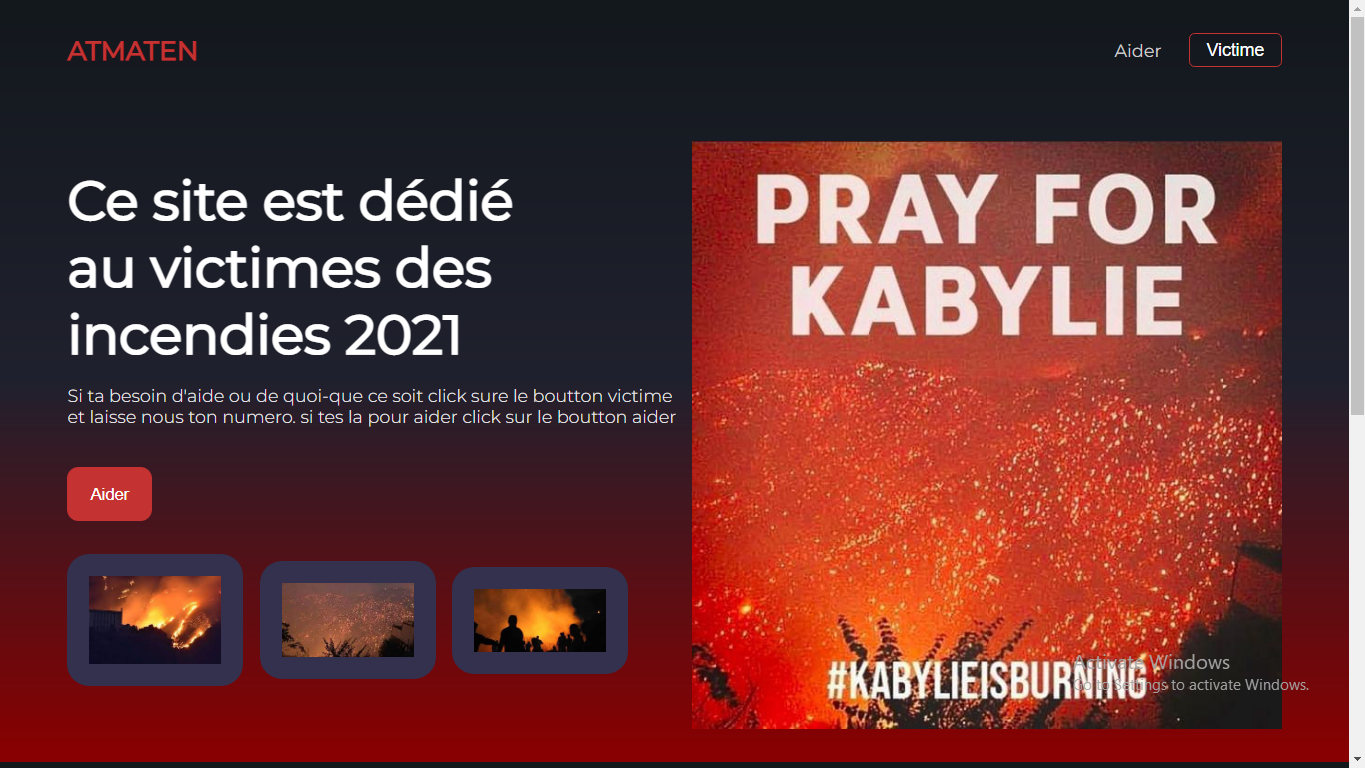 ATMATEN
Aider
Victime
Ce site est dédié
au victimes des
incendies 2021
Si ta besoin d'aide ou de quoi-que ce soit click sure le boutton victime
et laisse nous ton numero. si tes la pour aider click sur le boutton aider
Aider
PRAY FOR
KABYLIE
#KABYLIEISBURNING
Activate Windows
Go to Settings to activate Windows.